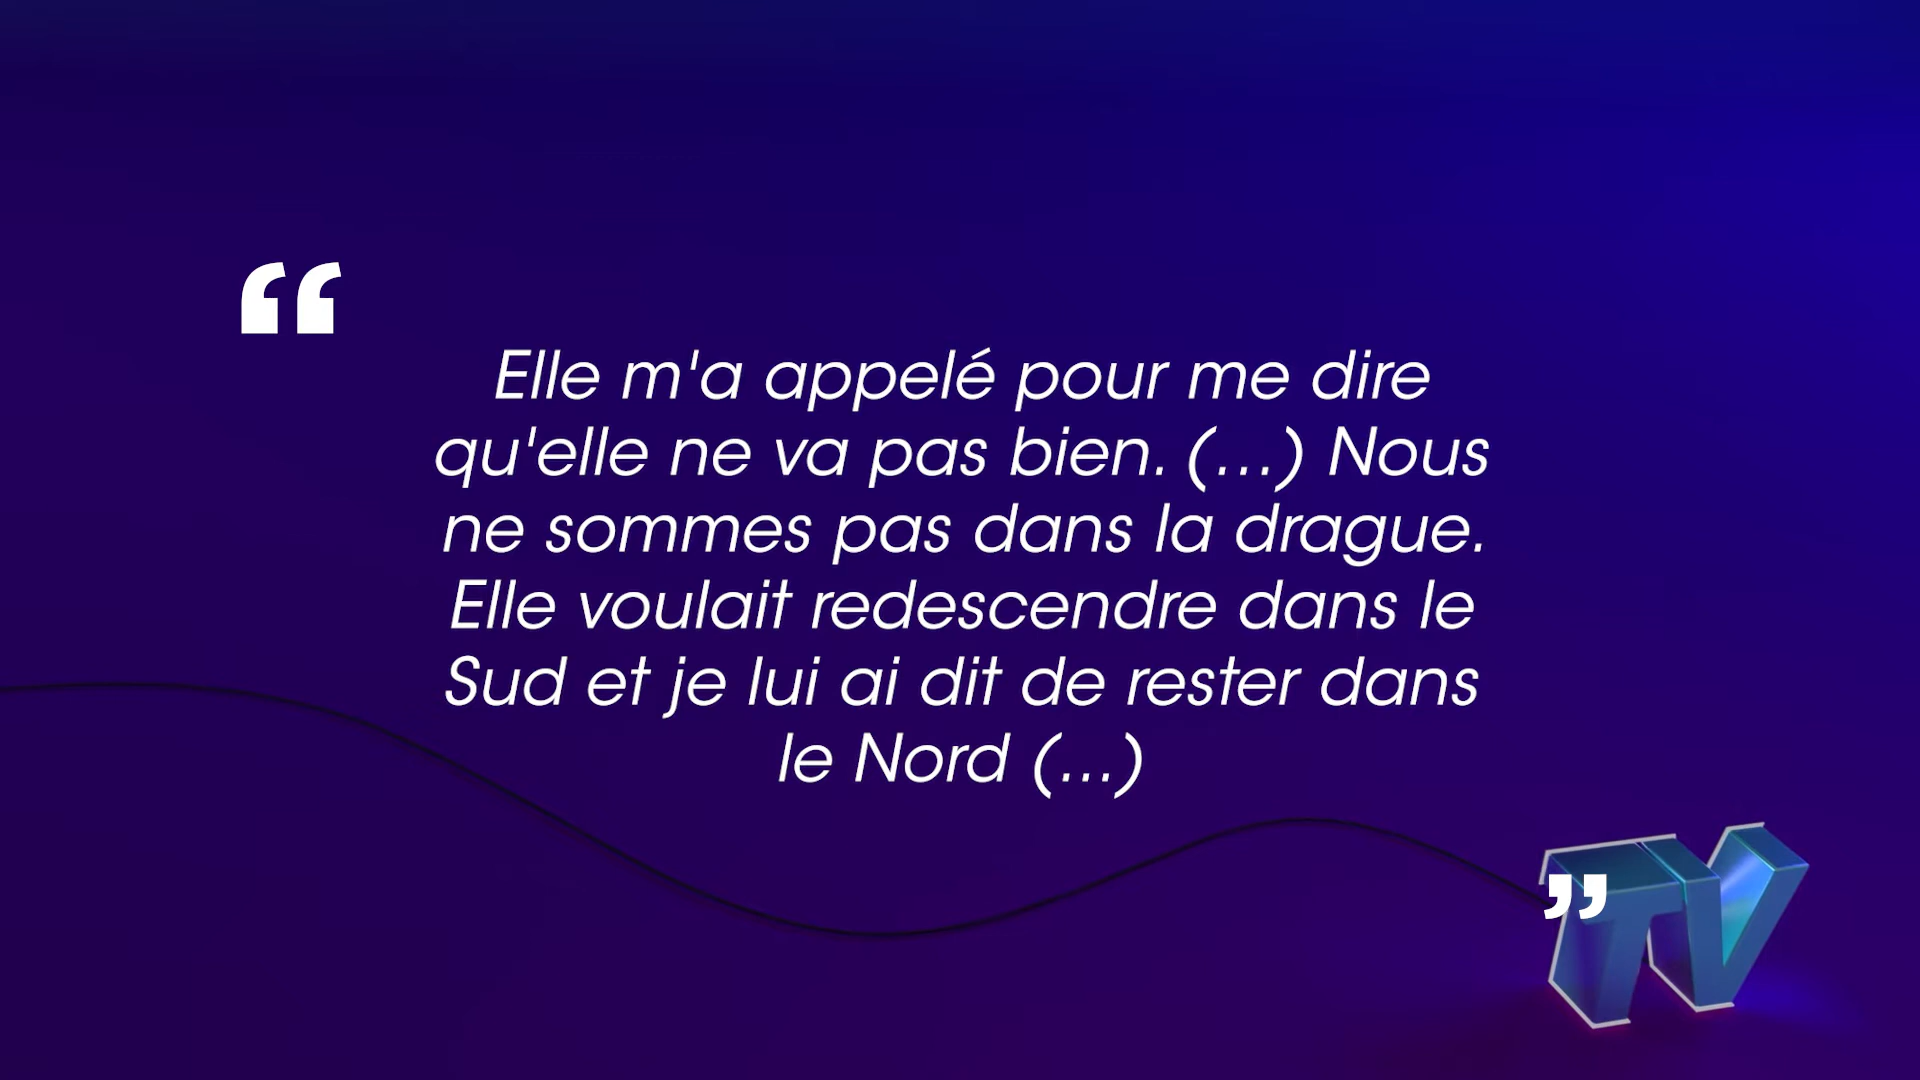 “
Elle m'a appelé pour me dire
qu'elle ne va pas bien. (...) Nous
ne sommes pas dans la drague.
Elle voulait redescendre dans le
Sud et je lui ai dit de rester dans
le Nord (...)
”
TV